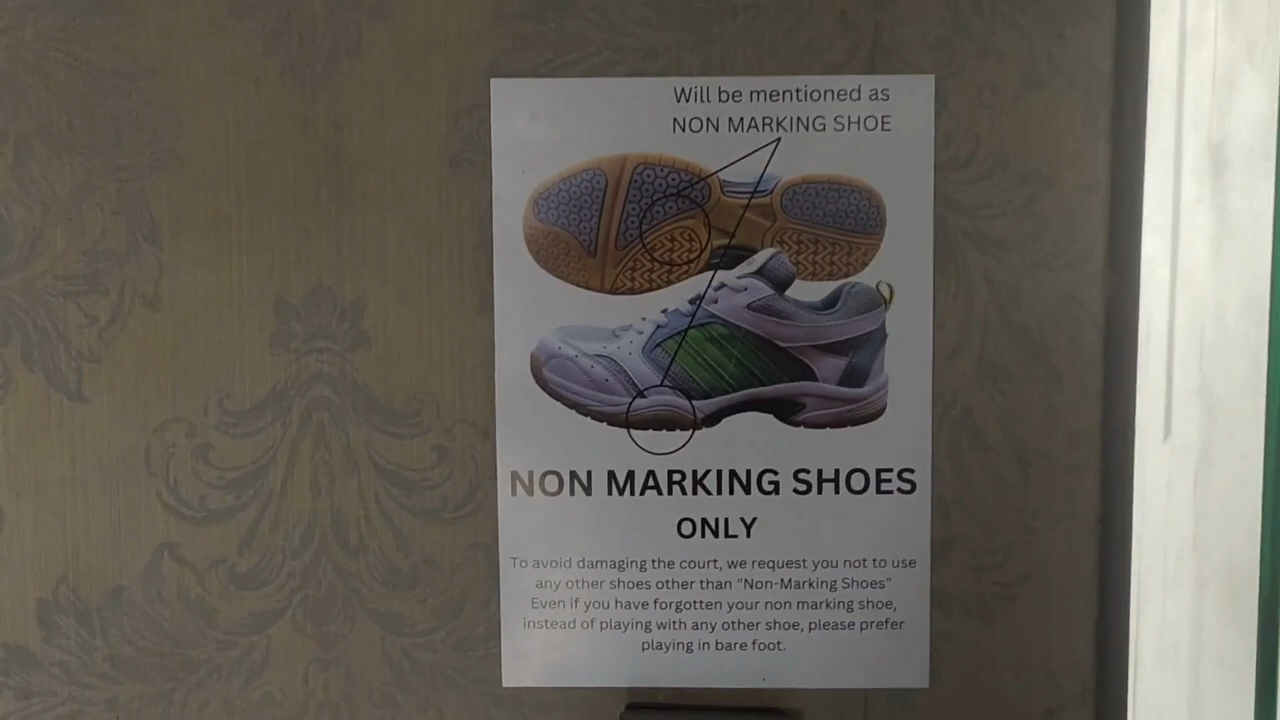 Will be mentioned as
NON MARKING SHOE
NON MARKING SHOES
ONLY
To avoid damaging the court, we request you not to use
any other shoes other than "Non-Marking Shoes"
Even if you have forgotten your non marking shoe,
instead of playing with any other shoe, please prefer
playing in bare foot.